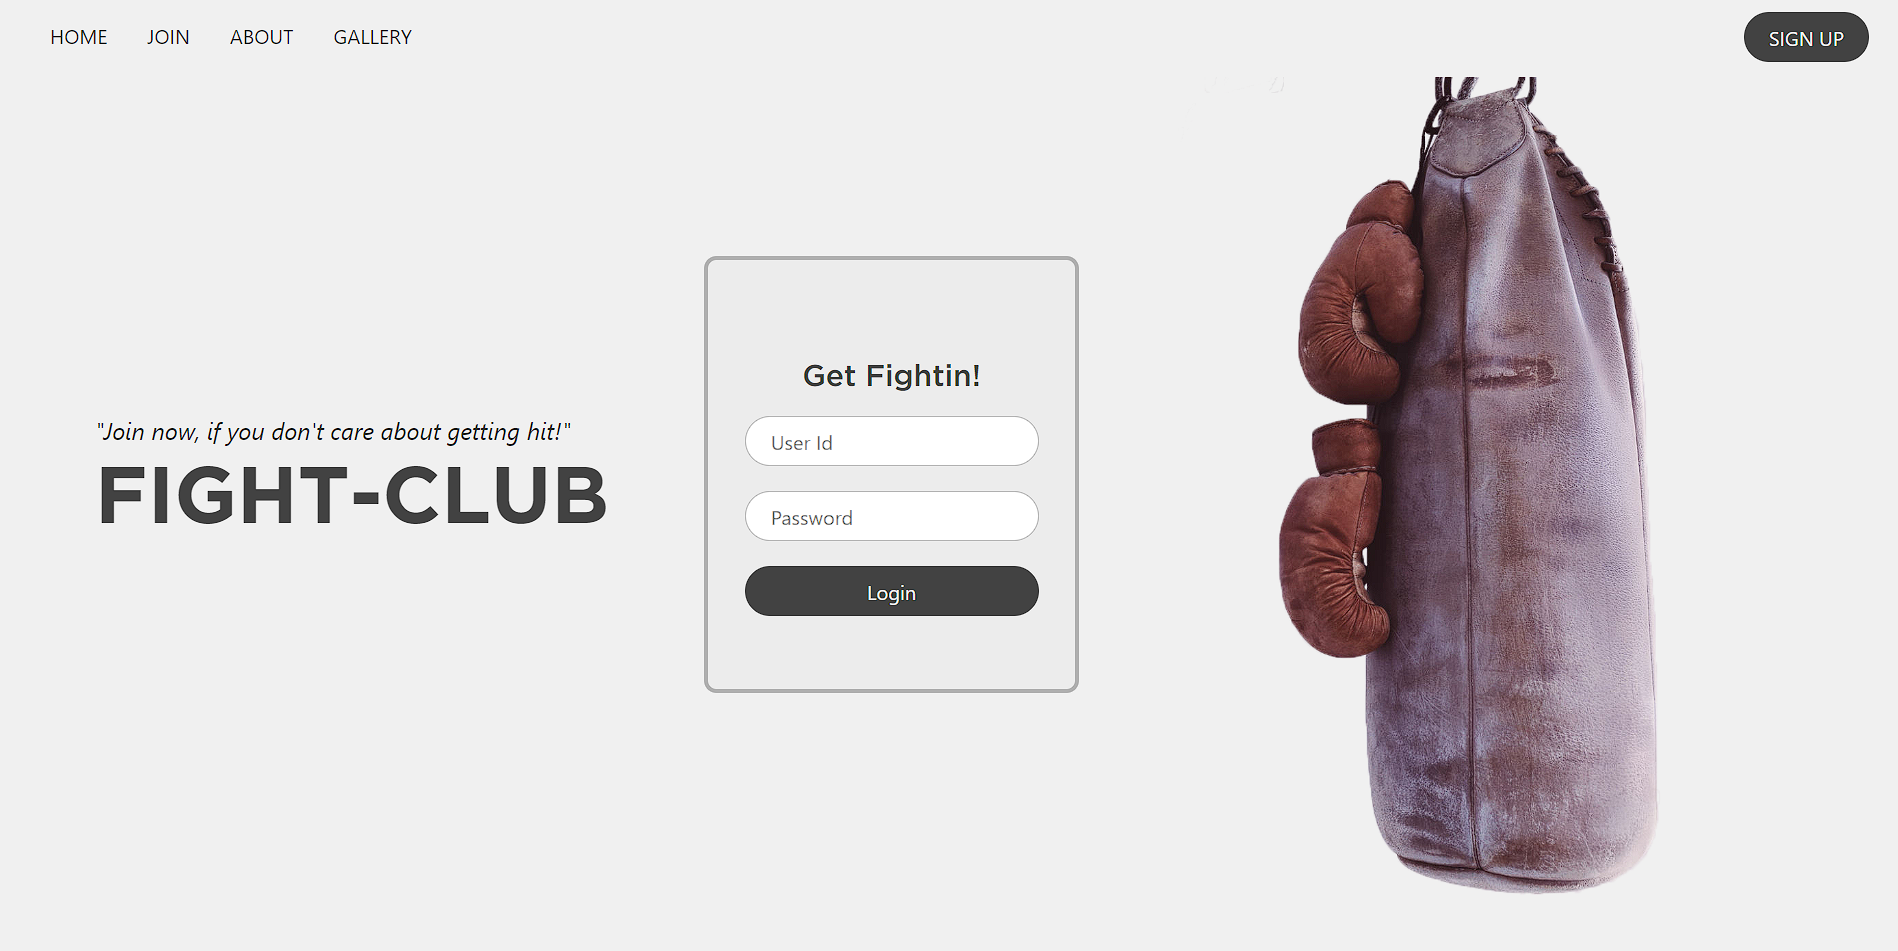 HOME JOIN ABOUT GALLERY SIGN UP
"Join now, if you don't care about getting hit!"
FIGHT-CLUB
Get Fightin!
User Id
Password
Login